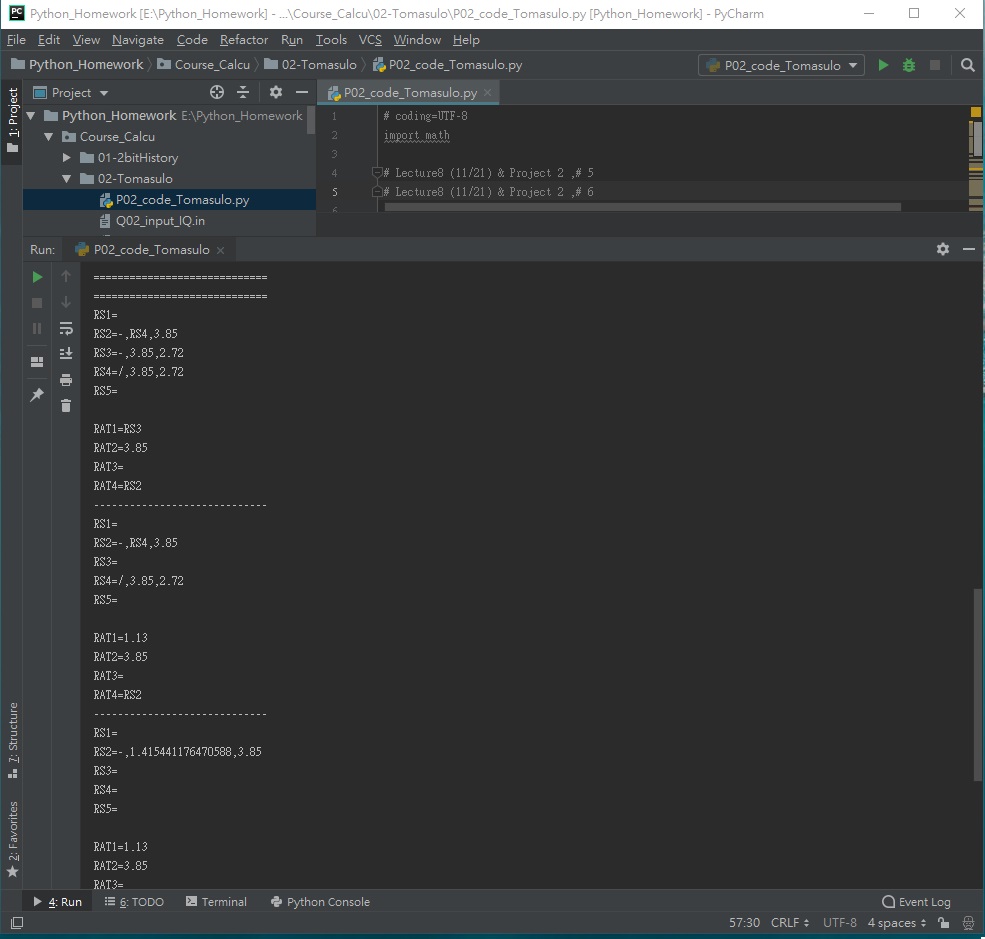 PC Python_Homework [E:\Python_Homework] - ...\Course_Calcu\02-Tomasulo\P02_code_Tomasulo.py [Python_Homework] - PyCharm
File Edit View Navigate Code Refactor Run Tools VCS Window Help
Python_Homework Course_Calcu 02-Tomasulo P02_code_Tomasulo.py P02_code_Tomasulo
1: Project
Project
P02_code_Tomasulo.py
Python_Homework E:\Python_Homework
Course_Calcu
01-2bitHistory
02-Tomasulo
P02_code_Tomasulo.py
Q02_input_IQ.in
1 # coding=UTF-8
2 import math
3
4 # Lecture8 (11/21) & Project 2 ,# 5
5 # Lecture8 (11/21) & Project 2 ,# 6
6
Run: P02_code_Tomasulo
=============================
=============================
RS1=
RS2=-,RS4,3.85
RS3=-,3.85,2.72
RS4=/,3.85,2.72
RS5=
RAT1=RS3
RAT2=3.85
RAT3=
RAT4=RS2
-----------------------------
RS1=
RS2=-,RS4,3.85
RS3=
RS4=/,3.85,2.72
RS5=
RAT1=1.13
RAT2=3.85
RAT3=
RAT4=RS2
-----------------------------
RS1=
RS2=-,1.415441176470588,3.85
RS3=
RS4=
RS5=
RAT1=1.13
RAT2=3.85
RAT3=
7: Structure
2: Favorites
4: Run 6: TODO Terminal Python Console Event Log
57:30 CRLF UTF-8 4 spaces